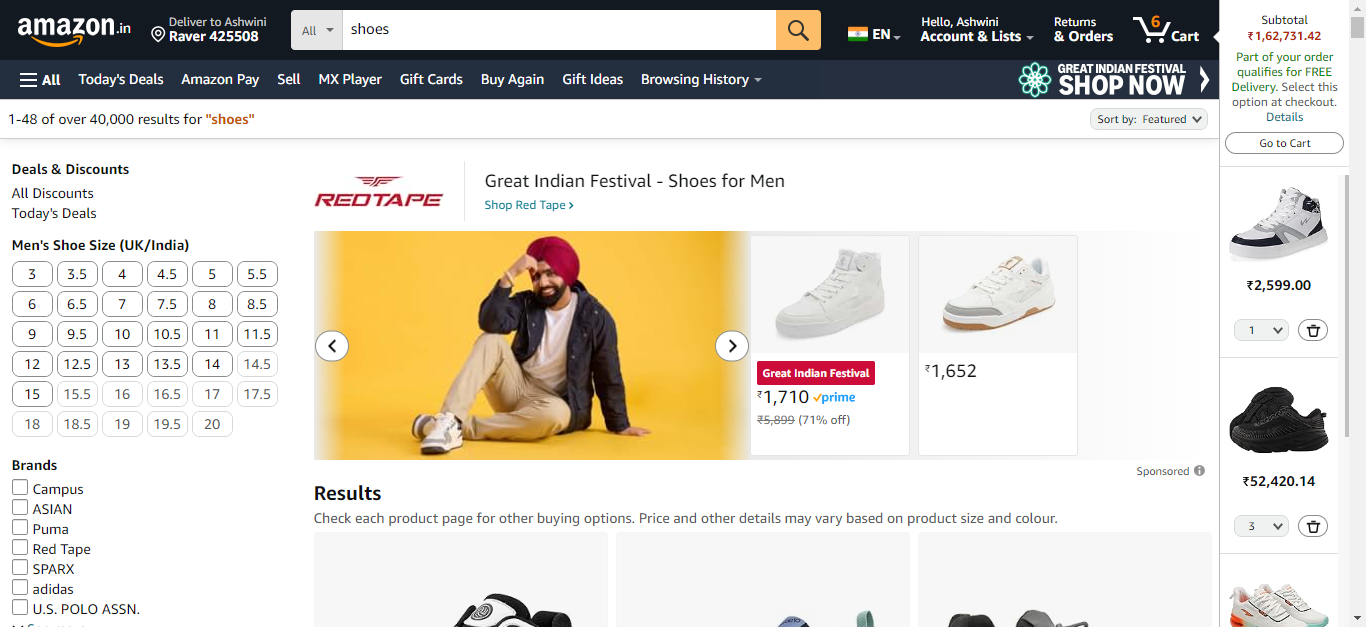 amazon.in
Deliver to Ashwini
Raver 425508
All
shoes
EN
Hello, Ashwini
Account & Lists
Returns
& Orders
6
Cart
All
Today's Deals
Amazon Pay
Sell
MX Player
Gift Cards
Buy Again
Gift Ideas
Browsing History
GREAT INDIAN FESTIVAL
SHOP NOW
1-48 of over 40,000 results for "shoes"
Sort by: Featured
Deals & Discounts
All Discounts
Today's Deals
Men's Shoe Size (UK/India)
3 3.5 4 4.5 5 5.5
6 6.5 7 7.5 8 8.5
9 9.5 10 10.5 11 11.5
12 12.5 13 13.5 14 14.5
15 15.5 16 16.5 17 17.5
18 18.5 19 19.5 20
Brands
Campus
ASIAN
Puma
Red Tape
SPARX
adidas
U.S. POLO ASSN.
REDTAPE
Great Indian Festival - Shoes for Men
Shop Red Tape
Great Indian Festival
₹1,710 prime
₹5,899 (71% off)
₹1,652
Sponsored
Results
Check each product page for other buying options. Price and other details may vary based on product size and colour.
Subtotal
₹1,62,731.42
Part of your order
qualifies for FREE
Delivery. Select this
option at checkout.
Details
Go to Cart
₹2,599.00
1
₹52,420.14
3